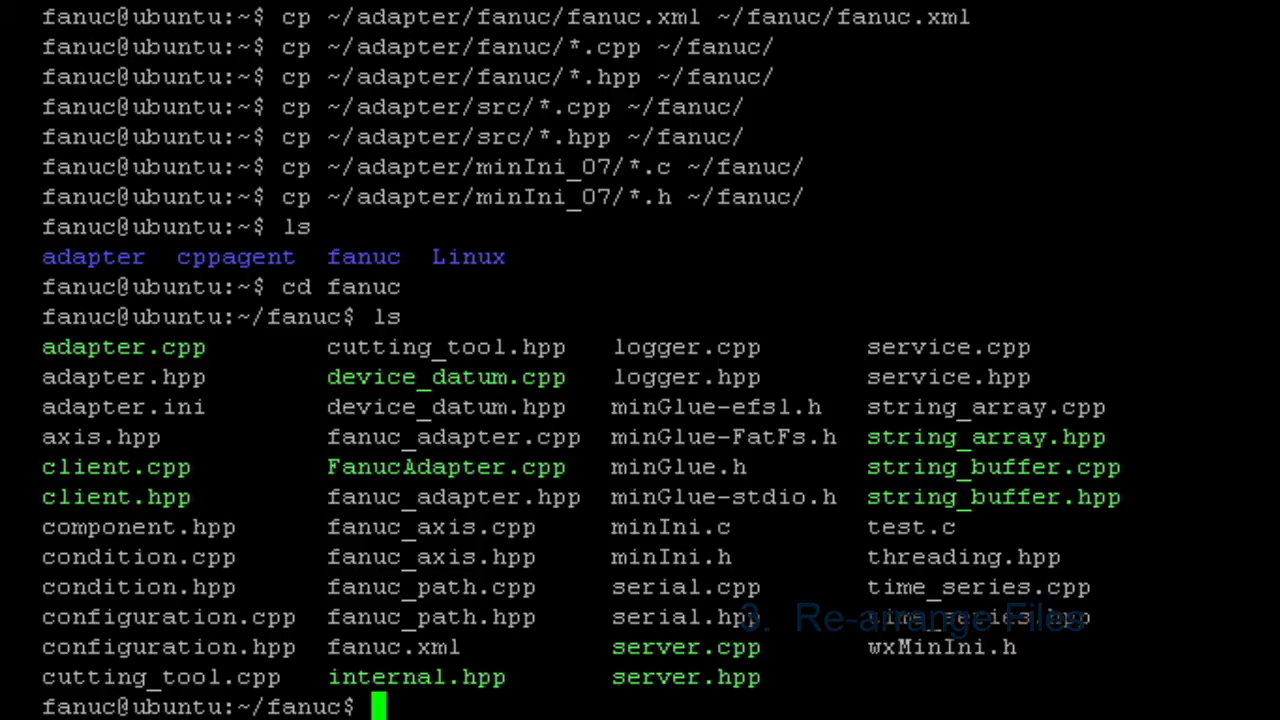 fanuc@ubuntu:~$ cp ~/adapter/fanuc/fanuc.xml ~/fanuc/fanuc.xml
fanuc@ubuntu:~$ cp ~/adapter/fanuc/*.cpp ~/fanuc/
fanuc@ubuntu:~$ cp ~/adapter/fanuc/*.hpp ~/fanuc/
fanuc@ubuntu:~$ cp ~/adapter/src/*.cpp ~/fanuc/
fanuc@ubuntu:~$ cp ~/adapter/src/*.hpp ~/fanuc/
fanuc@ubuntu:~$ cp ~/adapter/minIni_07/*.c ~/fanuc/
fanuc@ubuntu:~$ cp ~/adapter/minIni_07/*.h ~/fanuc/
fanuc@ubuntu:~$ ls
adapter cppagent fanuc Linux
fanuc@ubuntu:~$ cd fanuc
fanuc@ubuntu:~/fanuc$ ls
adapter.cpp cutting_tool.hpp logger.cpp service.cpp
adapter.hpp device_datum.cpp logger.hpp service.hpp
adapter.ini device_datum.hpp minGlue-efsl.h string_array.cpp
axis.hpp fanuc_adapter.cpp minGlue-FatFs.h string_array.hpp
client.cpp FanucAdapter.cpp minGlue.h string_buffer.cpp
client.hpp fanuc_adapter.hpp minGlue-stdio.h string_buffer.hpp
component.hpp fanuc_axis.cpp minIni.c test.c
condition.cpp fanuc_axis.hpp minIni.h threading.hpp
condition.hpp fanuc_path.cpp serial.cpp time_series.cpp
configuration.cpp fanuc_path.hpp serial.hpp time_series.hpp
3. Re-arrange Files
configuration.hpp fanuc.xml server.cpp wxMinIni.h
cutting_tool.cpp internal.hpp server.hpp
fanuc@ubuntu:~/fanuc$